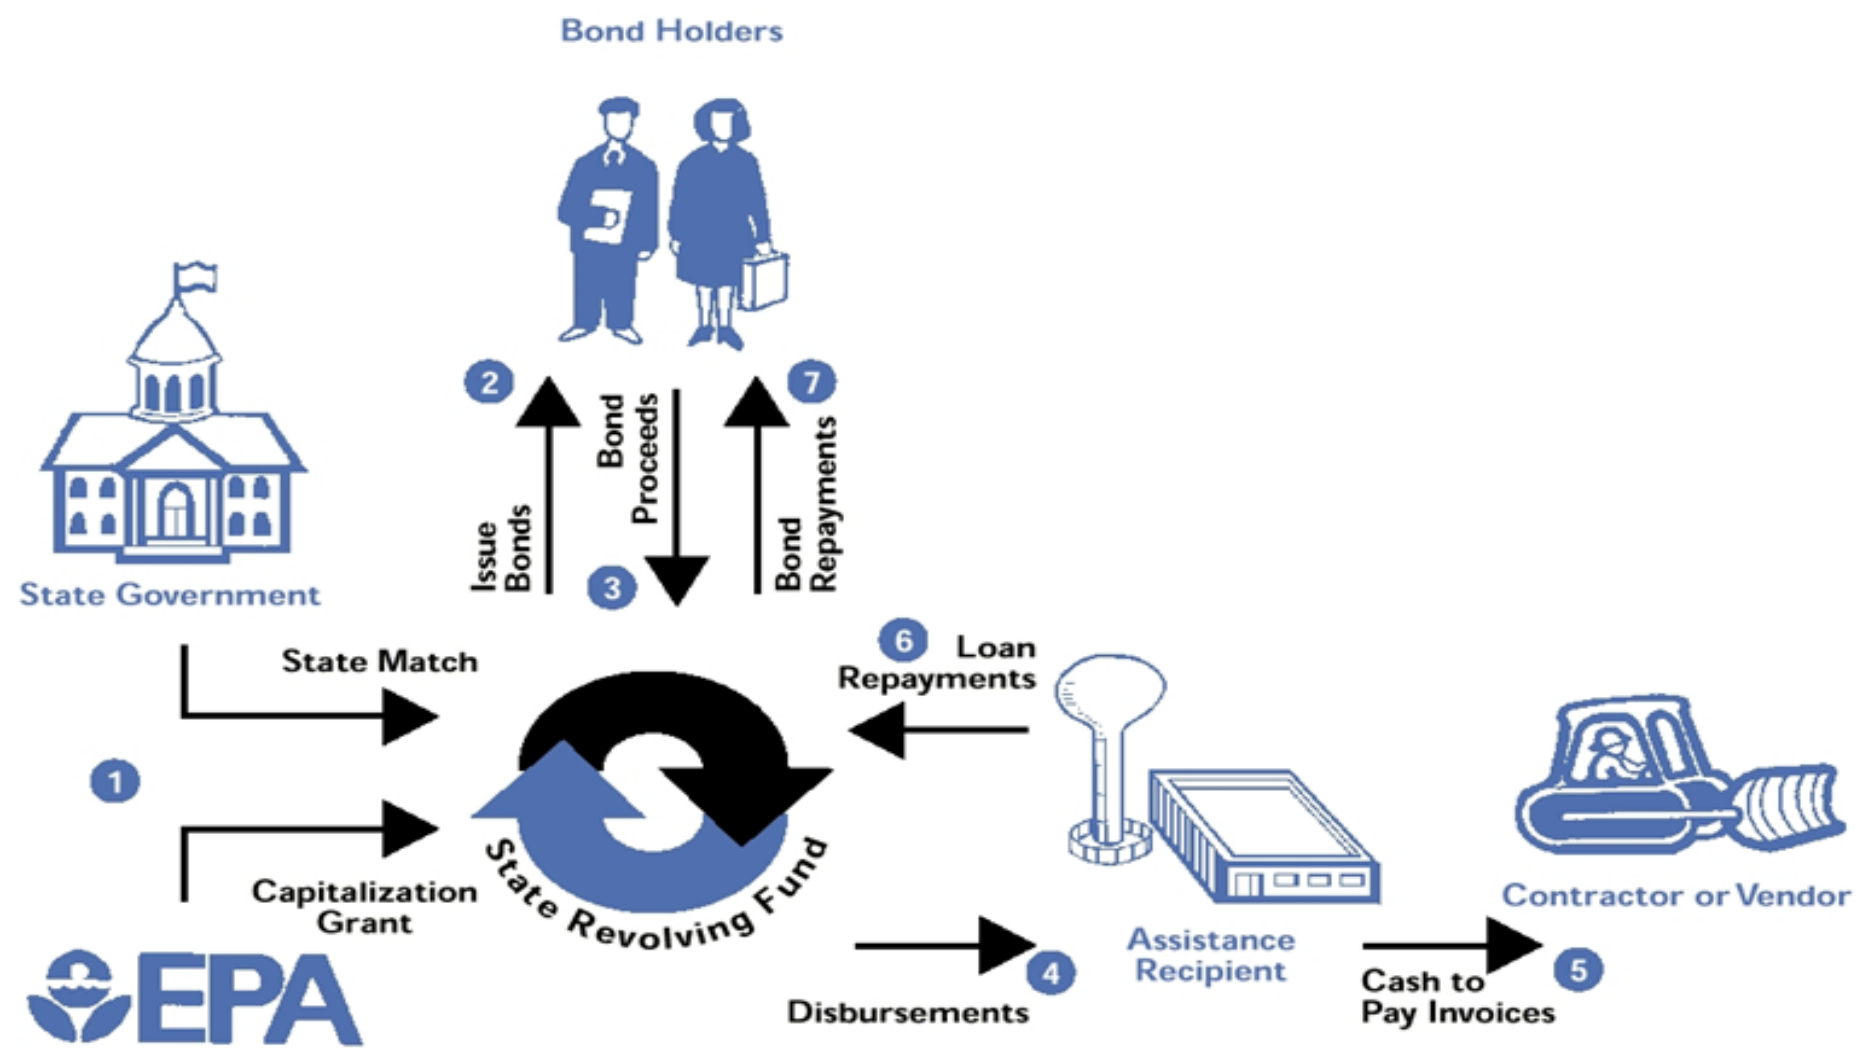 Bond Holders
2
7
Issue
Bonds
Bond
Proceeds
3
Bond
Repayments
State Government
State Match
6
Loan
Repayments
1
Capitalization
Grant
State Revolving Fund
EPA
Disbursements
4
Assistance
Recipient
Contractor or Vendor
Cash to
Pay Invoices
5